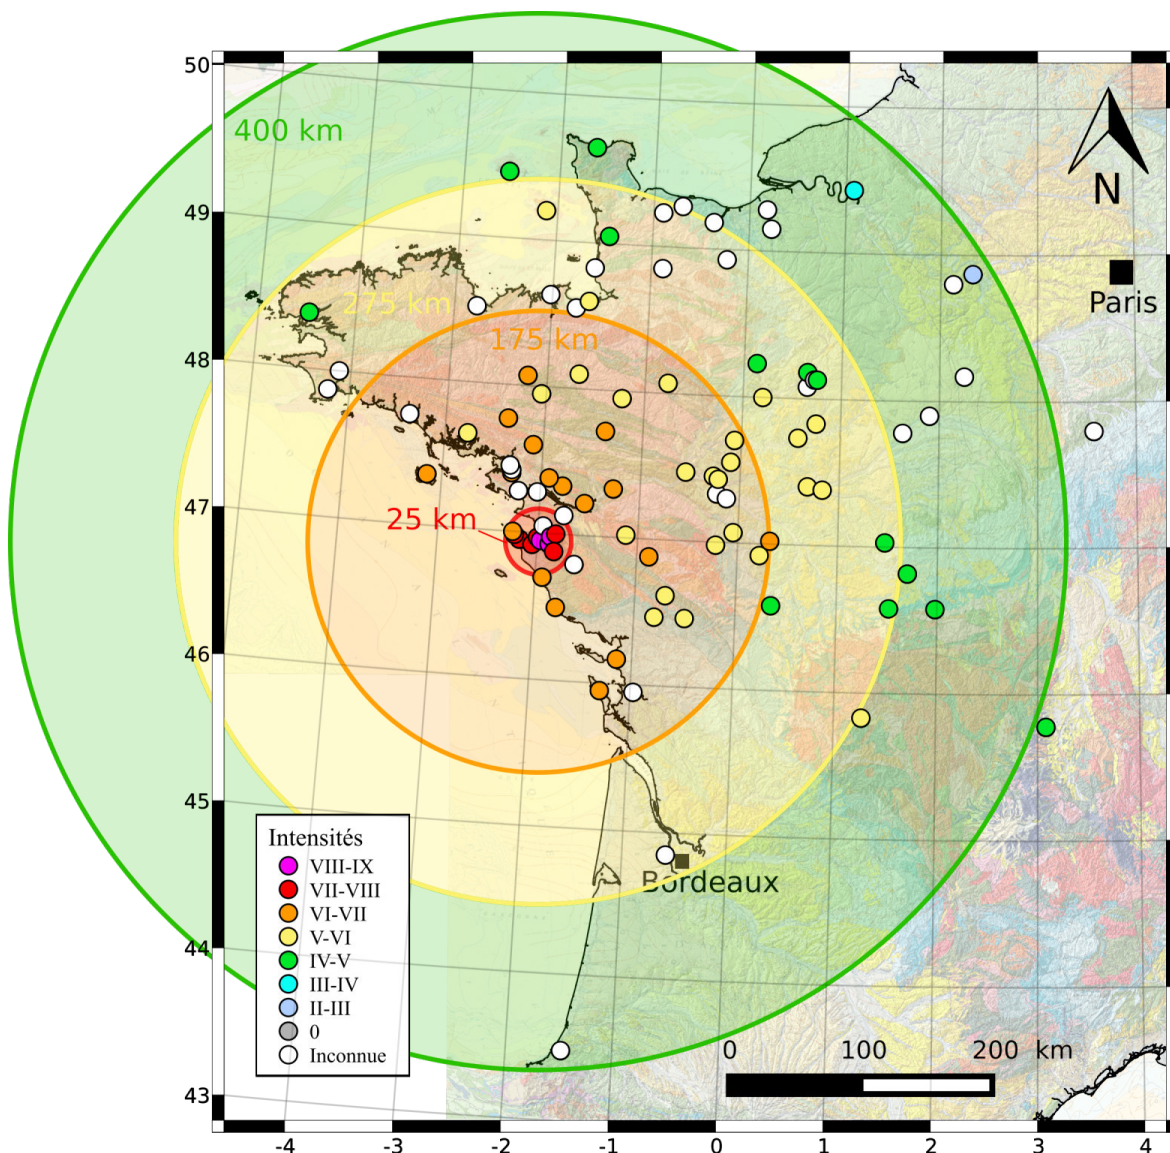 50
400 km
N
49
Paris
275 km
175 km
48
47
25 km
46
45
Intensités
VIII-IX
VII-VIII
VI-VII
V-VI
IV-V
III-IV
II-III
0
Inconnue
Bordeaux
44
0 100 200 km
43
-4 -3 -2 -1 0 1 2 3 4